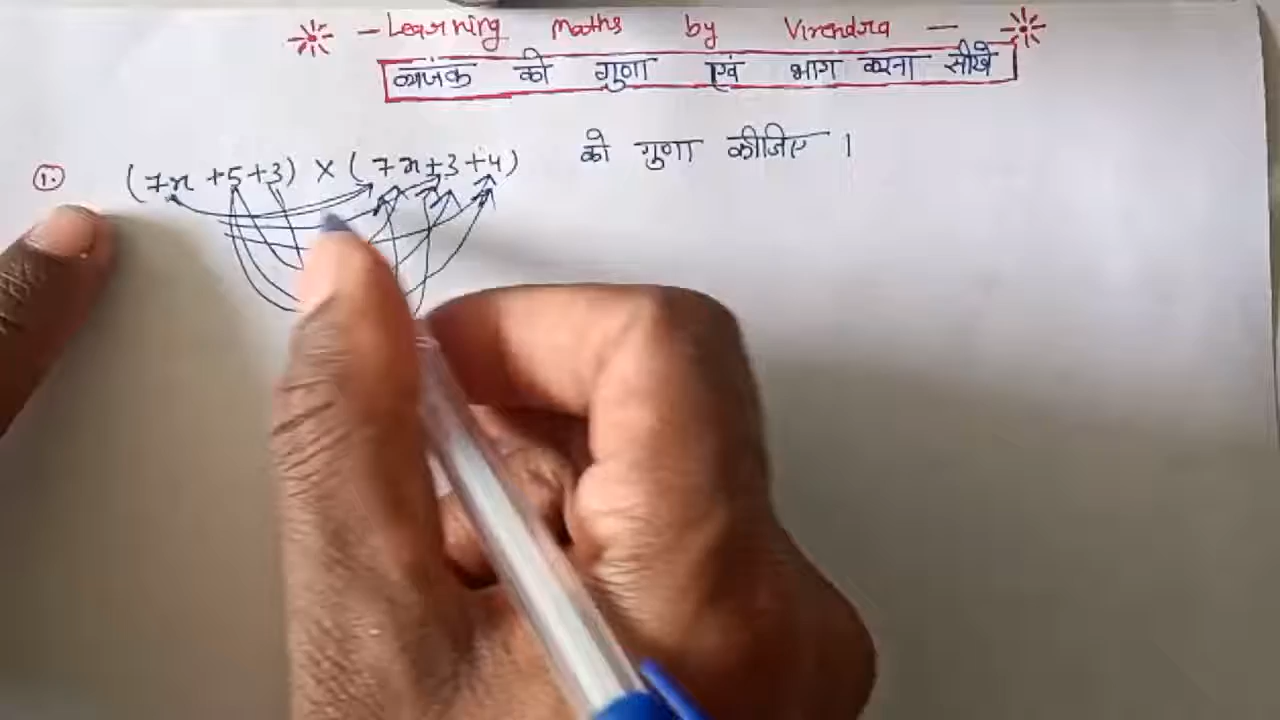 - Learning Maths by Virendra -
व्यंजक की गुणा एवं भाग करना सीखे
1. (7x + 5 + 3) × (7x + 3 + 4) को गुणा कीजिए ।